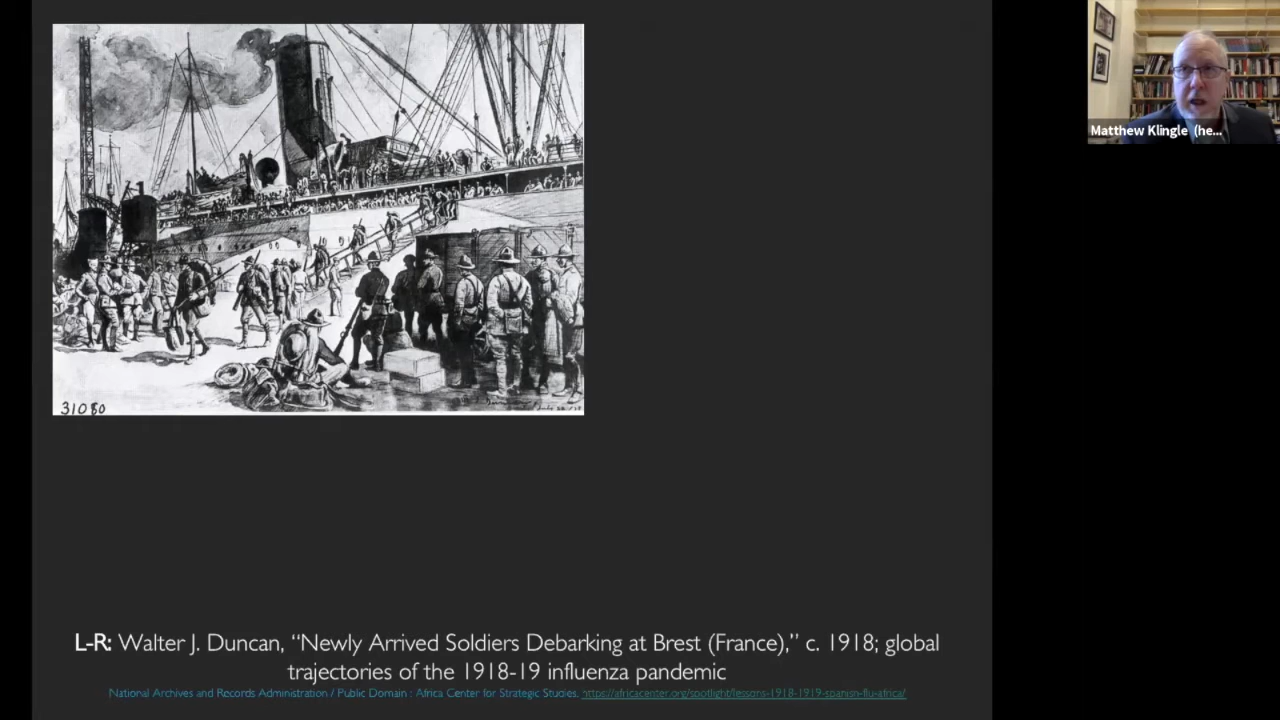 Matthew Klingle (he...
31080
L-R: Walter J. Duncan, “Newly Arrived Soldiers Debarking at Brest (France),” c. 1918; global
trajectories of the 1918-19 influenza pandemic
National Archives and Records Administration / Public Domain : Africa Center for Strategic Studies. https://africacenter.org/spotlight/lessons-1918-1919-spanish-flu-africa/